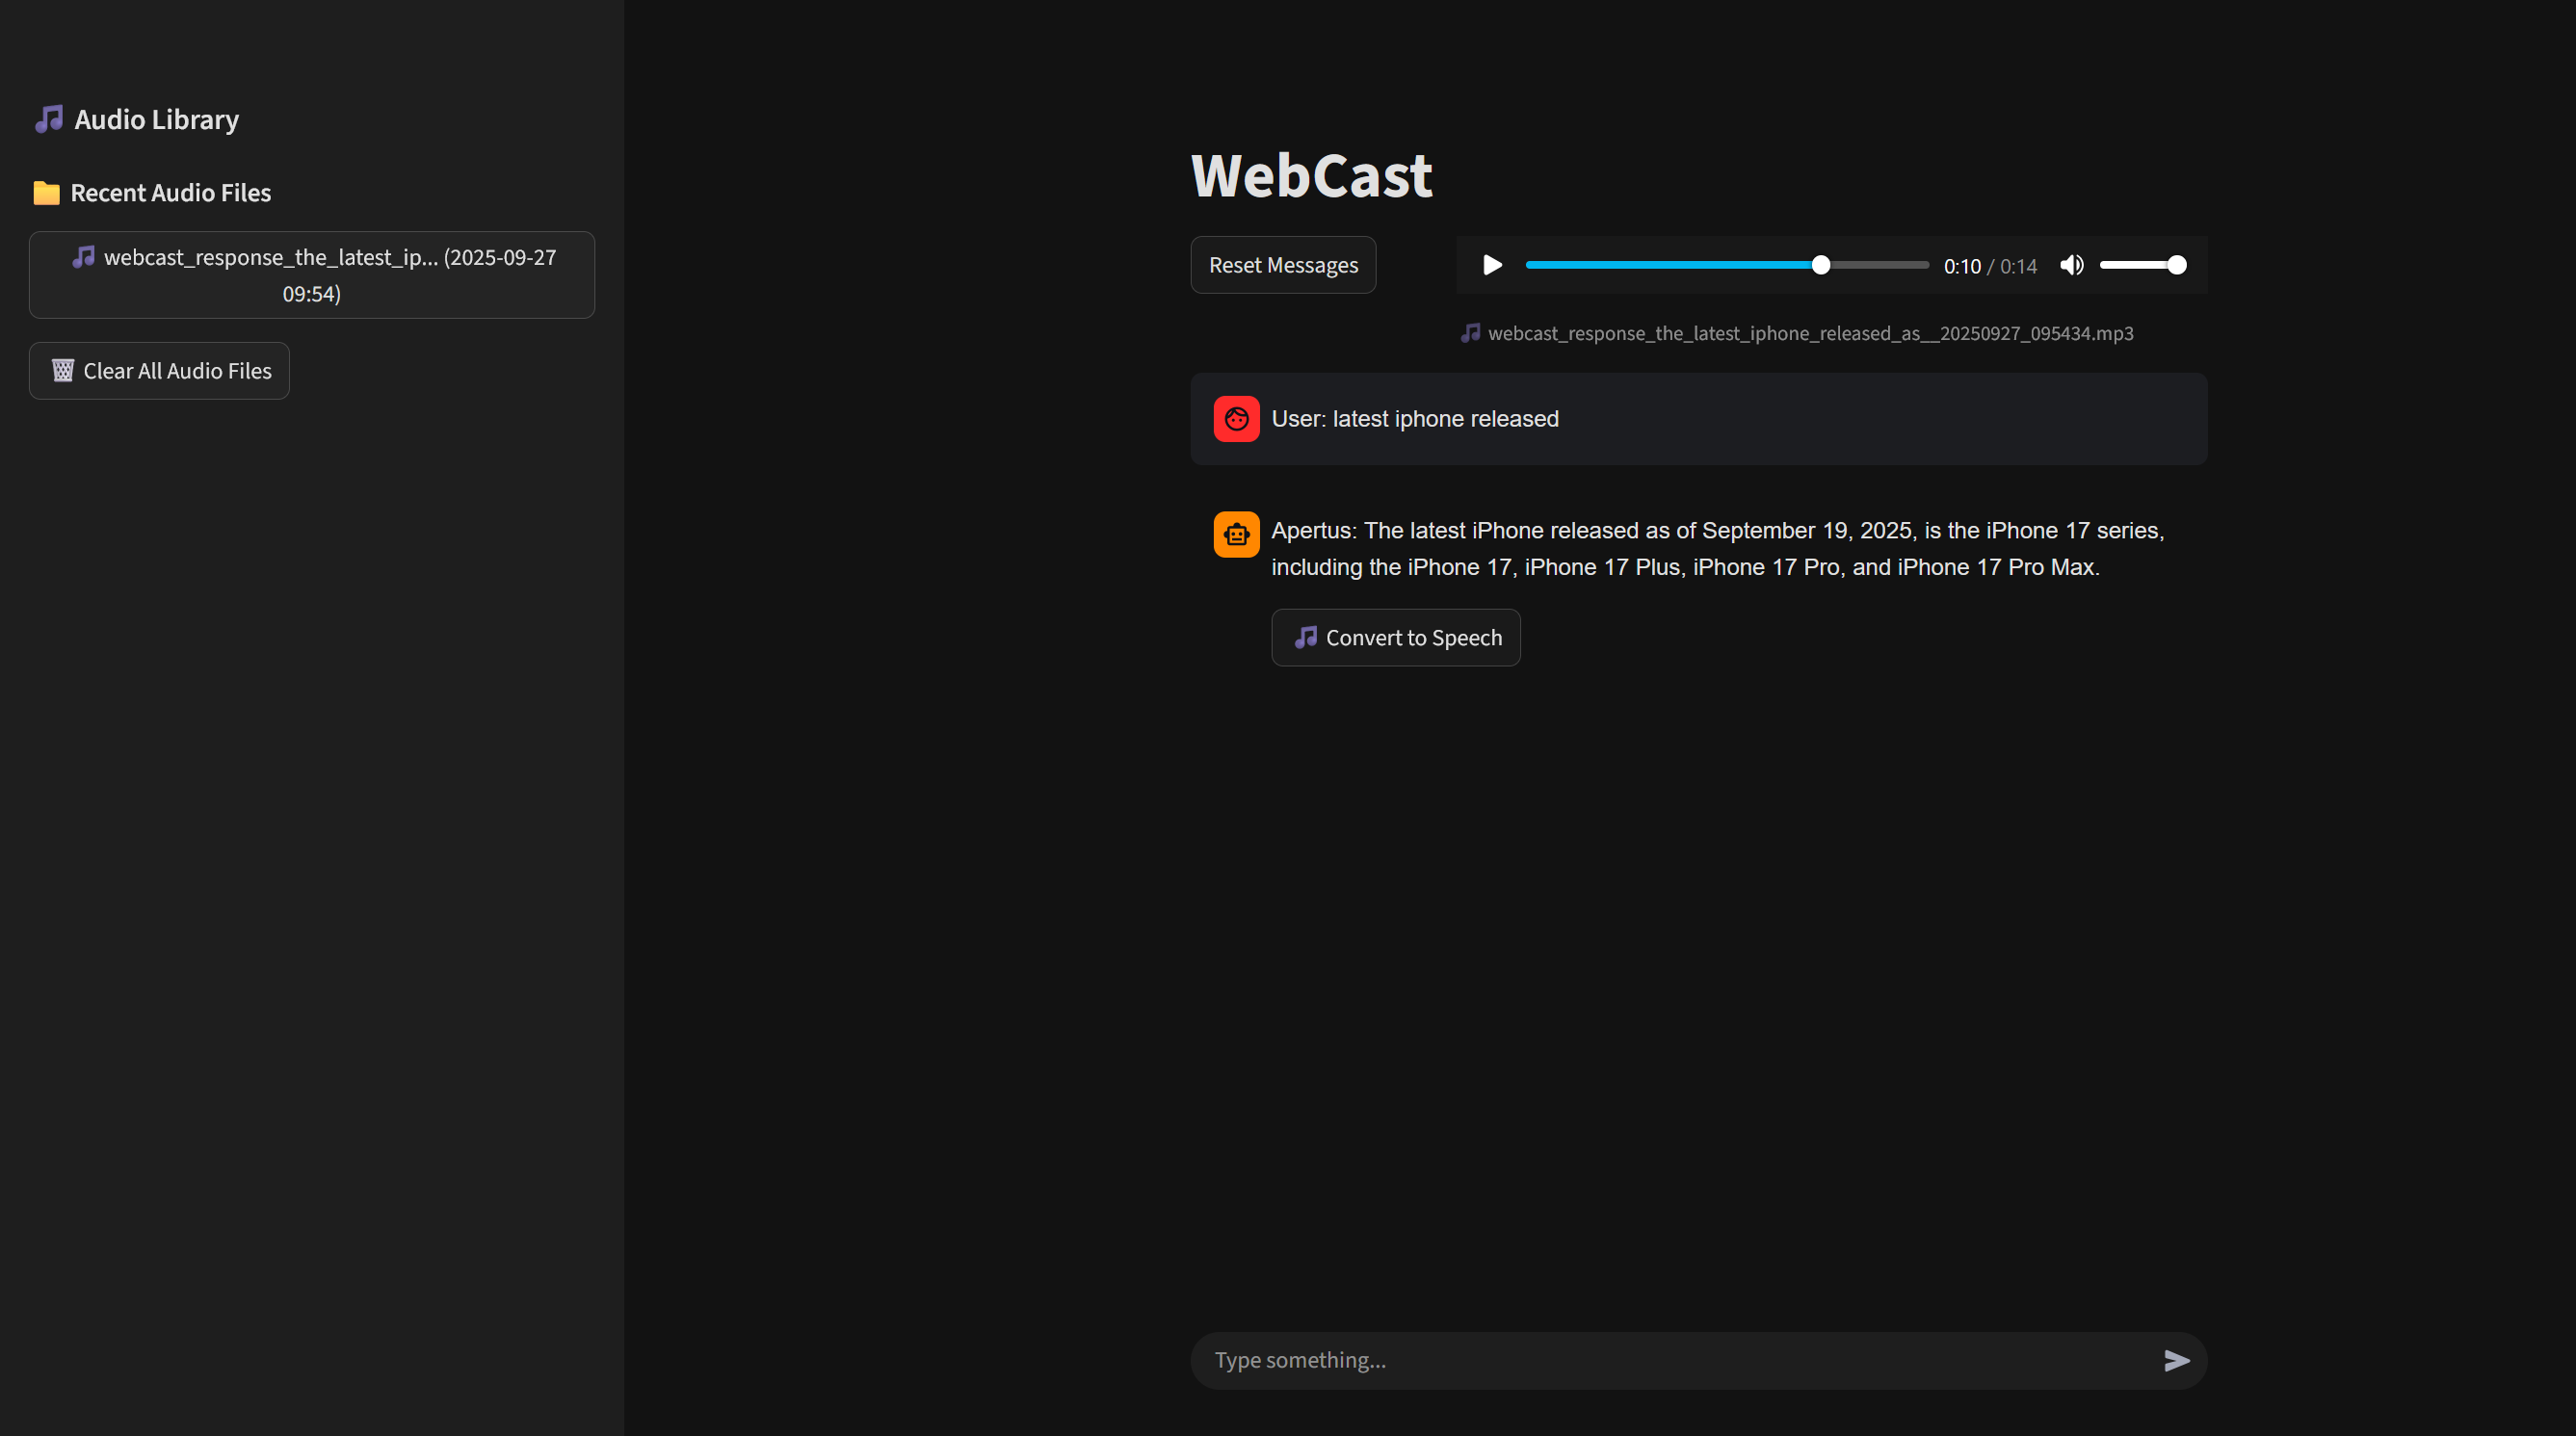 Audio Library
Recent Audio Files
webcast_response_the_latest_ip... (2025-09-27
09:54)
Clear All Audio Files
WebCast
Reset Messages
0:10 / 0:14
webcast_response_the_latest_iphone_released_as__20250927_095434.mp3
User: latest iphone released
Apertus: The latest iPhone released as of September 19, 2025, is the iPhone 17 series,
including the iPhone 17, iPhone 17 Plus, iPhone 17 Pro, and iPhone 17 Pro Max.
Convert to Speech
Type something...